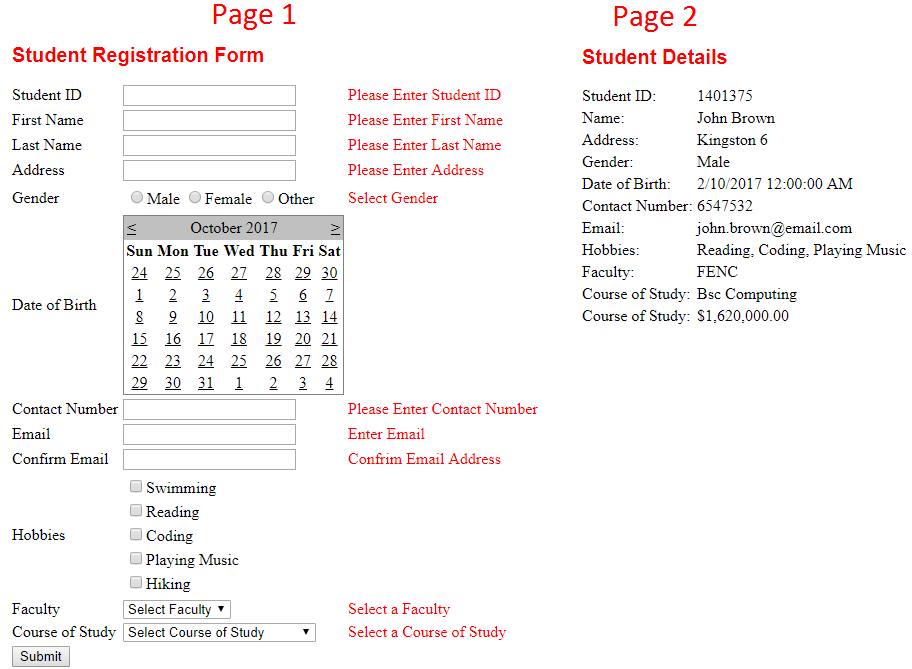 Page 1
Student Registration Form
Student ID Please Enter Student ID
First Name Please Enter First Name
Last Name Please Enter Last Name
Address Please Enter Address
Gender Male Female Other Select Gender
< October 2017 >
Sun Mon Tue Wed Thu Fri Sat
24 25 26 27 28 29 30
1 2 3 4 5 6 7
8 9 10 11 12 13 14
Date of Birth
15 16 17 18 19 20 21
22 23 24 25 26 27 28
29 30 31 1 2 3 4
Contact Number Please Enter Contact Number
Email Enter Email
Confirm Email Confrim Email Address
Swimming
Reading
Hobbies Coding
Playing Music
Hiking
Faculty Select Faculty Select a Faculty
Course of Study Select Course of Study Select a Course of Study
Submit
Page 2
Student Details
Student ID: 1401375
Name: John Brown
Address: Kingston 6
Gender: Male
Date of Birth: 2/10/2017 12:00:00 AM
Contact Number: 6547532
Email: john.brown@email.com
Hobbies: Reading, Coding, Playing Music
Faculty: FENC
Course of Study: Bsc Computing
Course of Study: $1,620,000.00